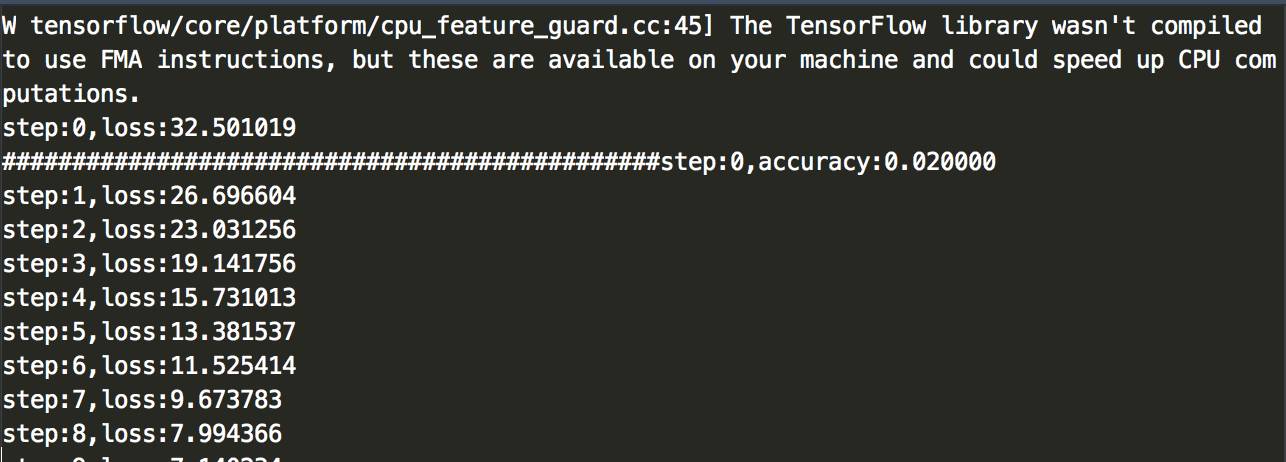 W tensorflow/core/platform/cpu_feature_guard.cc:45] The TensorFlow library wasn't compiled
to use FMA instructions, but these are available on your machine and could speed up CPU com
putations.
step:0,loss:32.501019
###############################################step:0,accuracy:0.020000
step:1,loss:26.696604
step:2,loss:23.031256
step:3,loss:19.141756
step:4,loss:15.731013
step:5,loss:13.381537
step:6,loss:11.525414
step:7,loss:9.673783
step:8,loss:7.994366